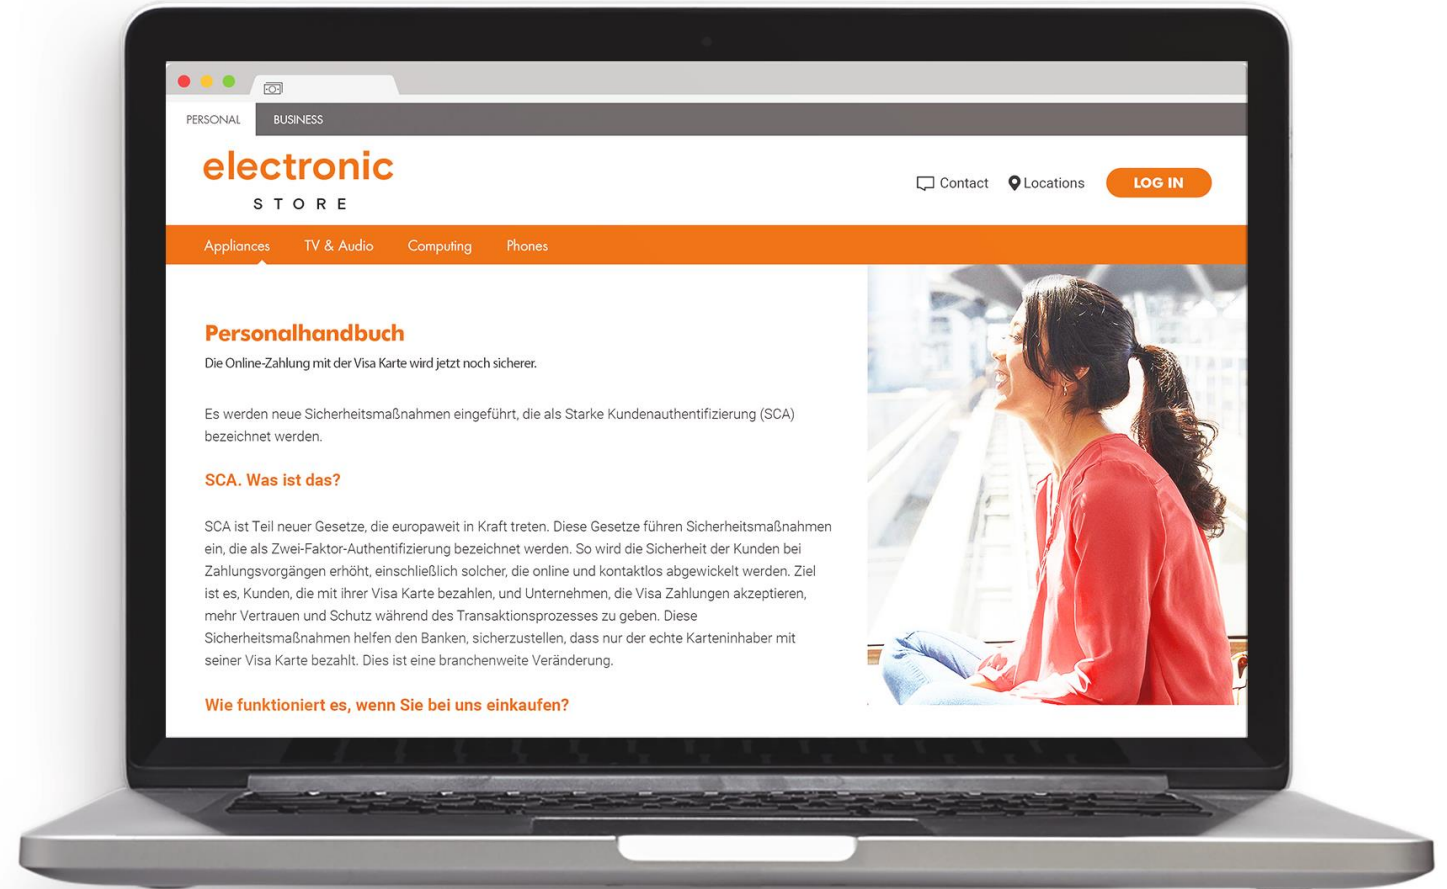 PERSONAL BUSINESS
electronic
STORE
Contact Locations LOG IN
Appliances TV & Audio Computing Phones
Personalhandbuch
Die Online-Zahlung mit der Visa Karte wird jetzt noch sicherer.
Es werden neue Sicherheitsmaßnahmen eingeführt, die als Starke Kundenauthentifizierung (SCA)
bezeichnet werden.
SCA. Was ist das?
SCA ist Teil neuer Gesetze, die europaweit in Kraft treten. Diese Gesetze führen Sicherheitsmaßnahmen
ein, die als Zwei-Faktor-Authentifizierung bezeichnet werden. So wird die Sicherheit der Kunden bei
Zahlungsvorgängen erhöht, einschließlich solcher, die online und kontaktlos abgewickelt werden. Ziel
ist es, Kunden, die mit ihrer Visa Karte bezahlen, und Unternehmen, die Visa Zahlungen akzeptieren,
mehr Vertrauen und Schutz während des Transaktionsprozesses zu geben. Diese
Sicherheitsmaßnahmen helfen den Banken, sicherzustellen, dass nur der echte Karteninhaber mit
seiner Visa Karte bezahlt. Dies ist eine branchenweite Veränderung.
Wie funktioniert es, wenn Sie bei uns einkaufen?